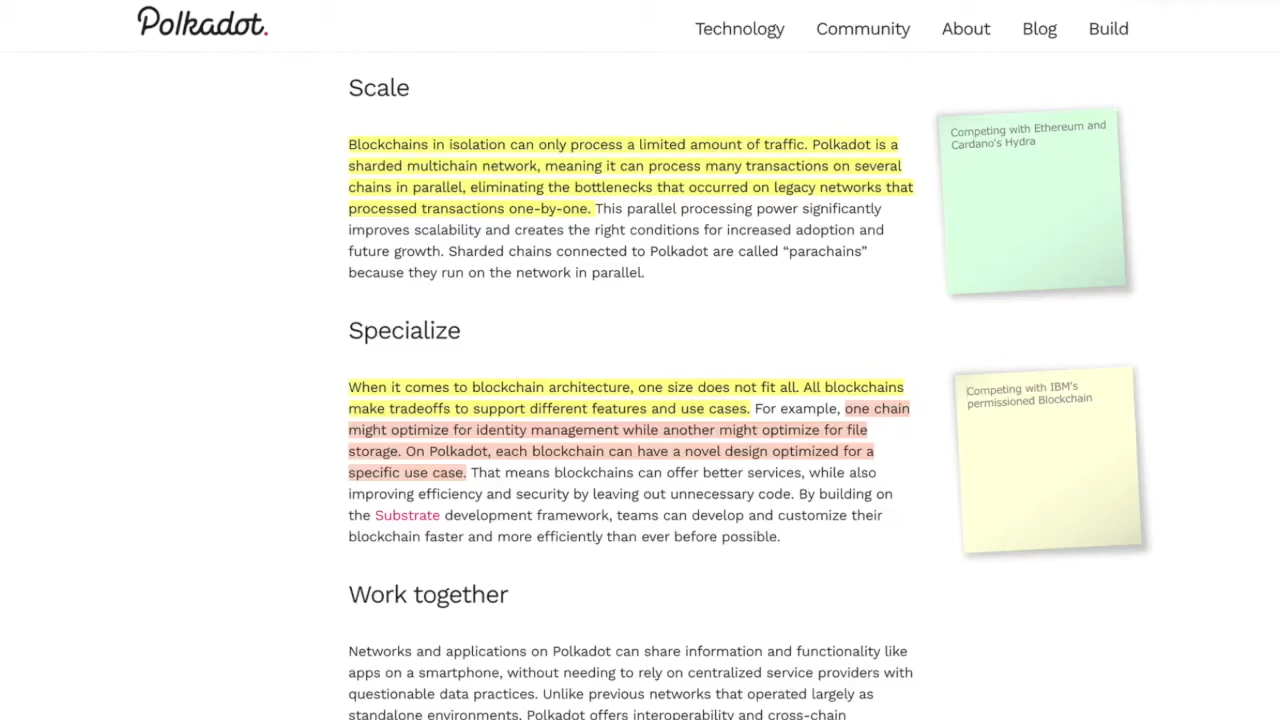 Polkadot.
Technology
Community
About
Blog
Build
Scale
Blockchains in isolation can only process a limited amount of traffic. Polkadot is a
sharded multichain network, meaning it can process many transactions on several
chains in parallel, eliminating the bottlenecks that occurred on legacy networks that
processed transactions one-by-one. This parallel processing power significantly
improves scalability and creates the right conditions for increased adoption and
future growth. Sharded chains connected to Polkadot are called “parachains”
because they run on the network in parallel.
Competing with Ethereum and
Cardano's Hydra
Specialize
When it comes to blockchain architecture, one size does not fit all. All blockchains
make tradeoffs to support different features and use cases. For example, one chain
might optimize for identity management while another might optimize for file
storage. On Polkadot, each blockchain can have a novel design optimized for a
specific use case. That means blockchains can offer better services, while also
improving efficiency and security by leaving out unnecessary code. By building on
the Substrate development framework, teams can develop and customize their
blockchain faster and more efficiently than ever before possible.
Competing with IBM's
permissioned Blockchain
Work together
Networks and applications on Polkadot can share information and functionality like
apps on a smartphone, without needing to rely on centralized service providers with
questionable data practices. Unlike previous networks that operated largely as
standalone environments, Polkadot offers interoperability and cross-chain